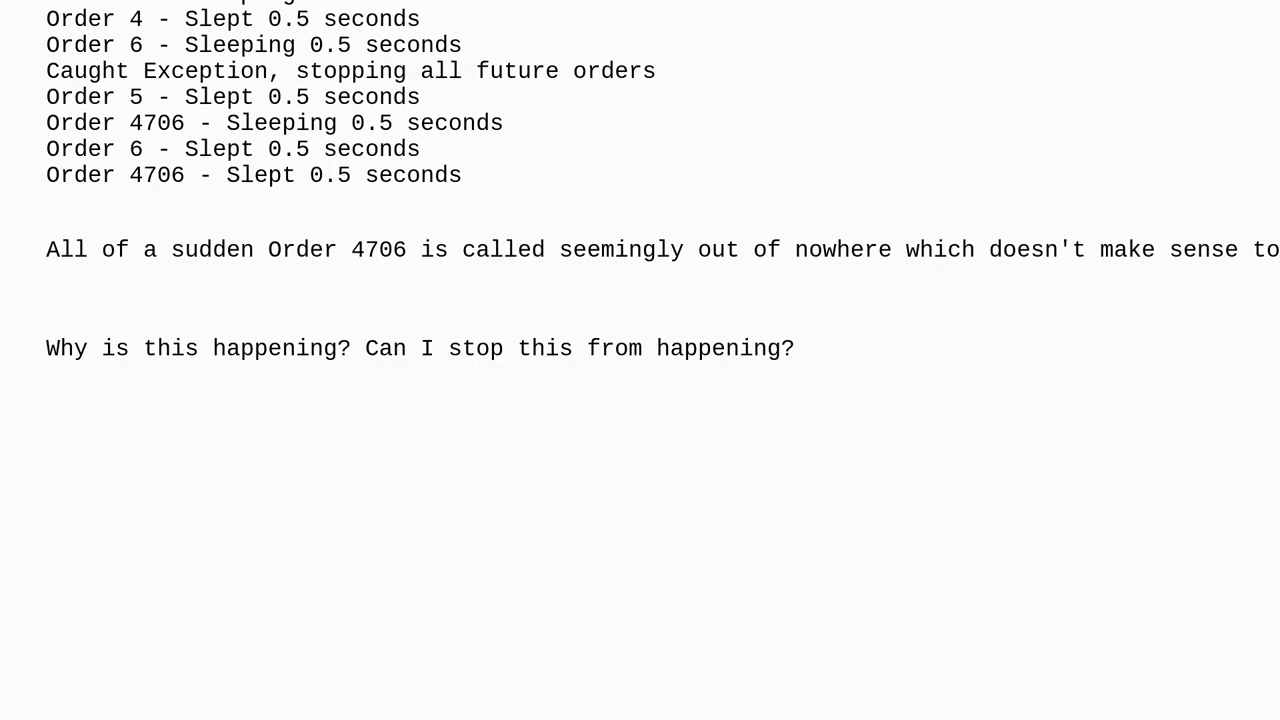 Order 4 - Slept 0.5 seconds
Order 6 - Sleeping 0.5 seconds
Caught Exception, stopping all future orders
Order 5 - Slept 0.5 seconds
Order 4706 - Sleeping 0.5 seconds
Order 6 - Slept 0.5 seconds
Order 4706 - Slept 0.5 seconds
All of a sudden Order 4706 is called seemingly out of nowhere which doesn't make sense to
Why is this happening? Can I stop this from happening?